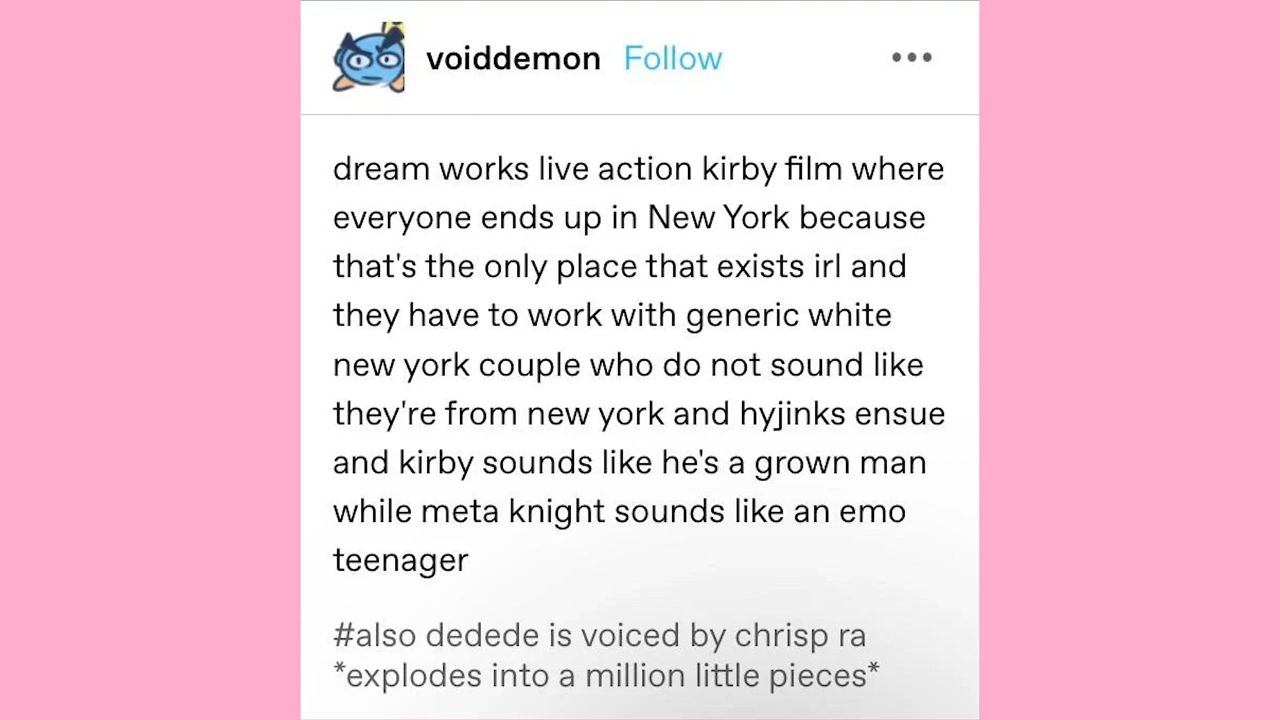 voiddemon Follow
dream works live action kirby film where
everyone ends up in New York because
that's the only place that exists irl and
they have to work with generic white
new york couple who do not sound like
they're from new york and hyjinks ensue
and kirby sounds like he's a grown man
while meta knight sounds like an emo
teenager
#also dedede is voiced by chrisp ra
*explodes into a million little pieces*